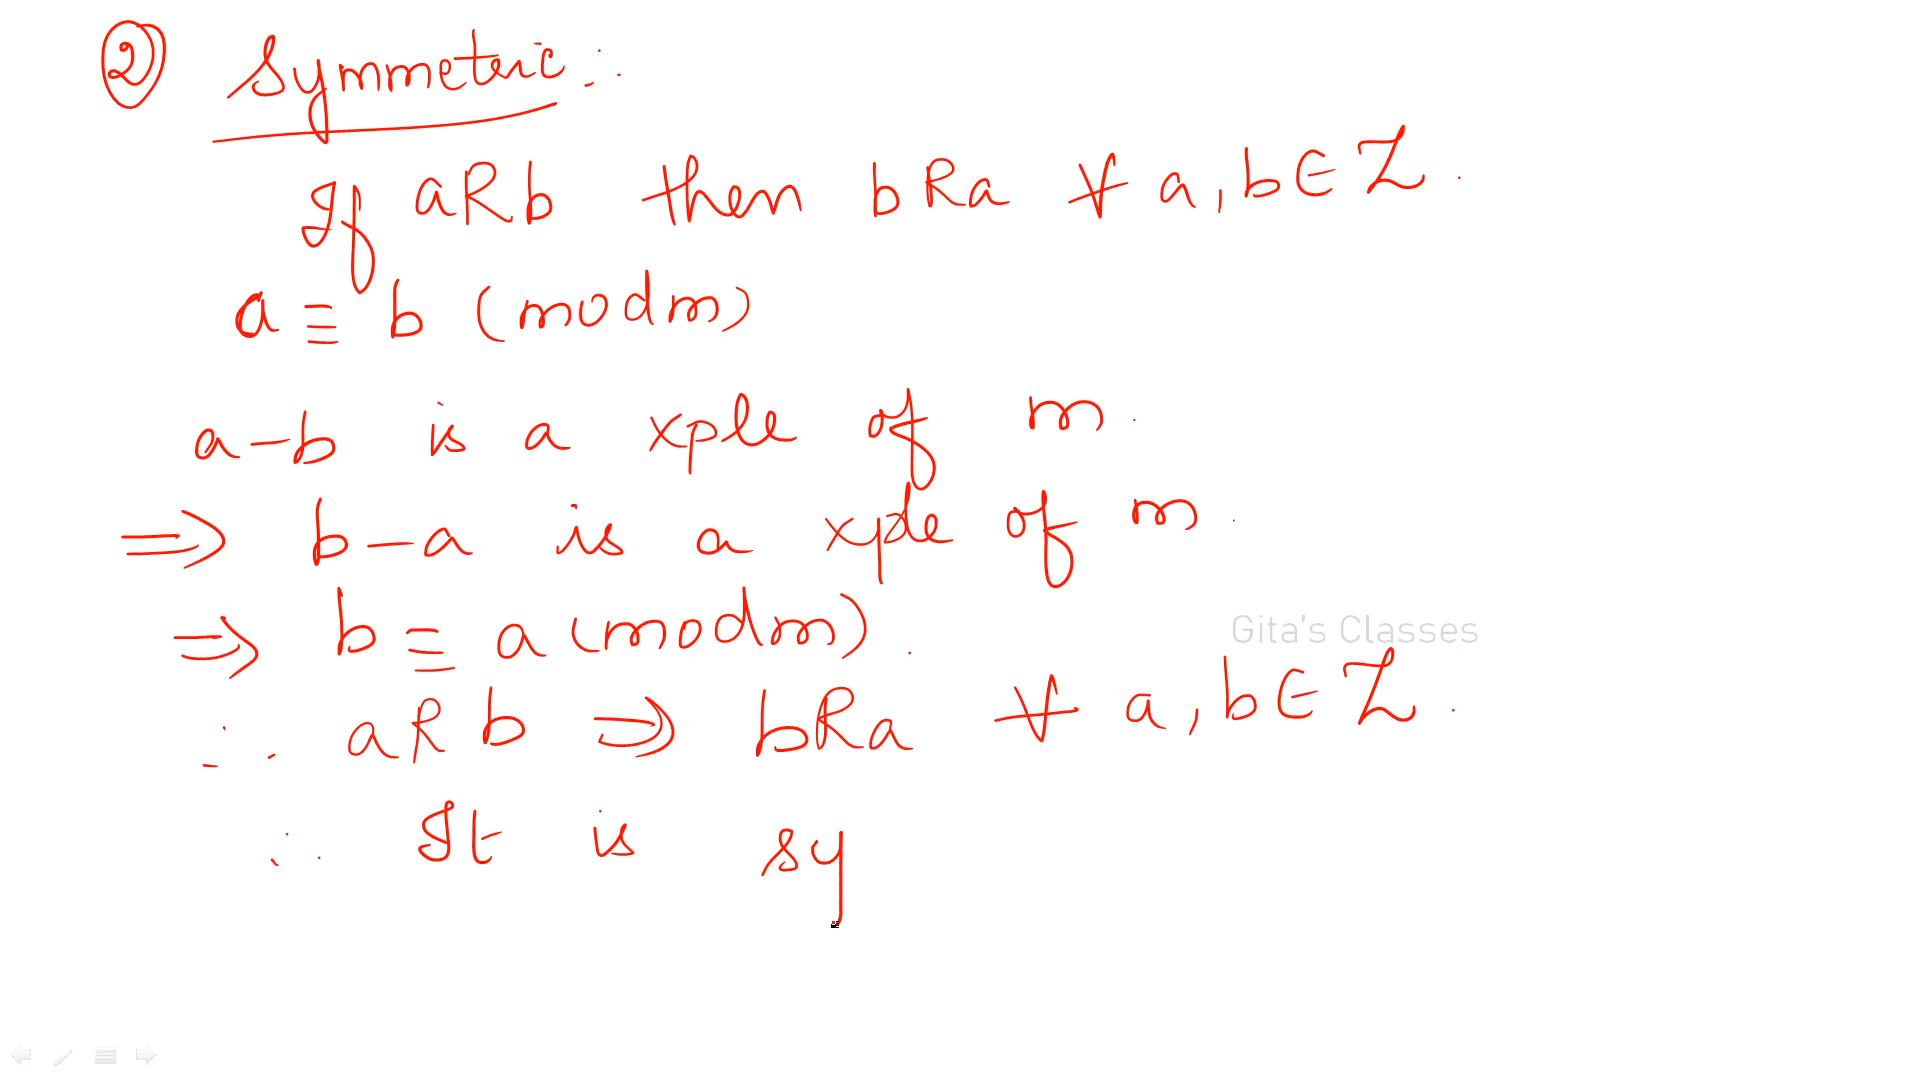 ② Symmetric :-
If aRb then bRa ∀ a, b ∈ Z.
a ≡ b (mod m)
a-b is a xple of m.
⇒ b-a is a xple of m.
⇒ b ≡ a (mod m).
Gita's Classes
∴ aRb ⇒ bRa ∀ a, b ∈ Z.
∴ It is sy